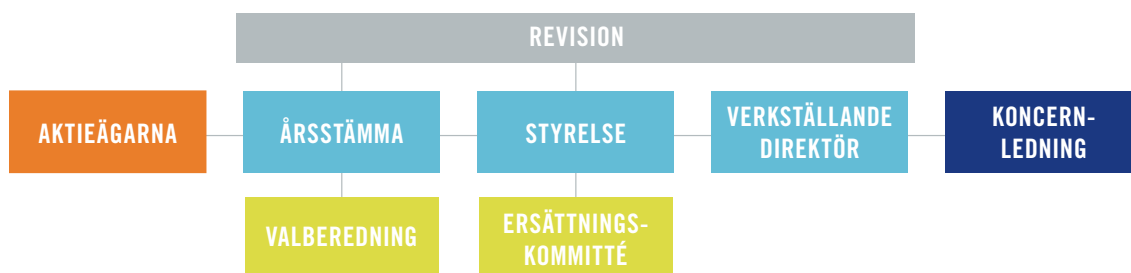 REVISION
AKTIEÄGARNA
ÅRSSTÄMMA
STYRELSE
VERKSTÄLLANDE
DIREKTÖR
KONCERN-
LEDNING
VALBEREDNING
ERSÄTTNINGS-
KOMMITTÉ